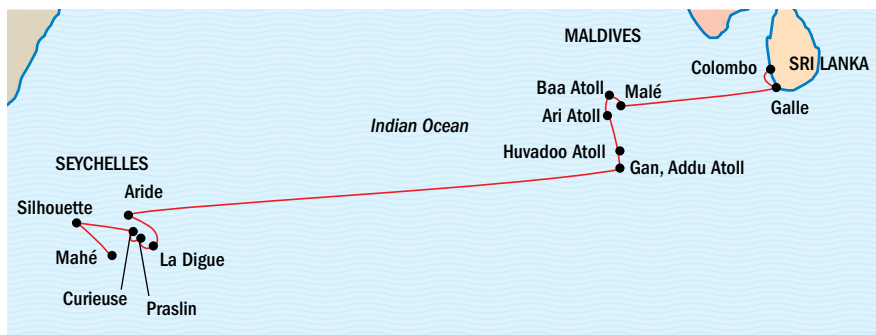 MALDIVES
Colombo
SRI LANKA
Baa Atoll
Malé
Galle
Ari Atoll
Indian Ocean
Huvadoo Atoll
Gan, Addu Atoll
SEYCHELLES
Aride
Silhouette
Mahé
La Digue
Curieuse
Praslin